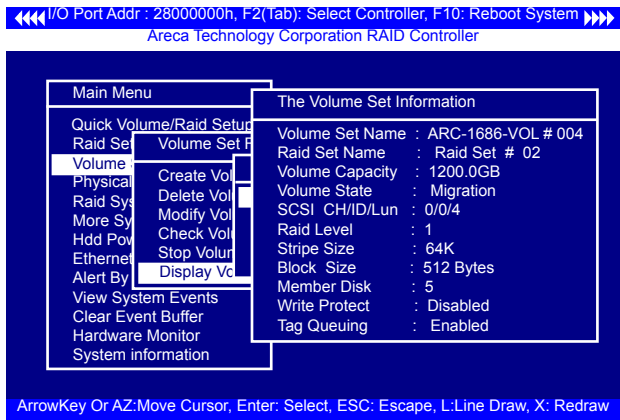 I/O Port Addr : 28000000h, F2(Tab): Select Controller, F10: Reboot System
Areca Technology Corporation RAID Controller
Main Menu
Quick Volume/Raid Setup
Raid Set
Volume
Physical
Raid Sys
More Sy
Hdd Pow
Ethernet
Alert By
View System Events
Clear Event Buffer
Hardware Monitor
System information
Volume Set F
Create Vol
Delete Vol
Modify Vol
Check Vol
Stop Volum
Display Vo
The Volume Set Information
Volume Set Name : ARC-1686-VOL # 004
Raid Set Name : Raid Set # 02
Volume Capacity : 1200.0GB
Volume State : Migration
SCSI CH/ID/Lun : 0/0/4
Raid Level : 1
Stripe Size : 64K
Block Size : 512 Bytes
Member Disk : 5
Write Protect : Disabled
Tag Queuing : Enabled
ArrowKey Or AZ:Move Cursor, Enter: Select, ESC: Escape, L:Line Draw, X: Redraw